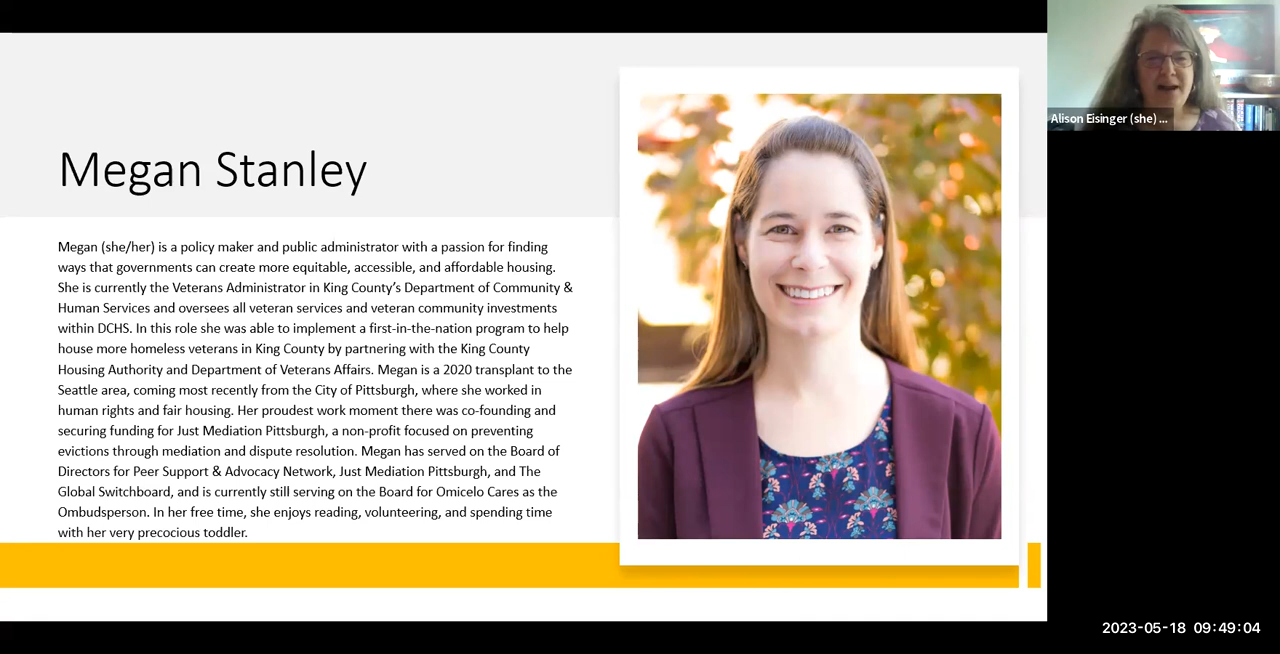 Megan Stanley
Megan (she/her) is a policy maker and public administrator with a passion for finding
ways that governments can create more equitable, accessible, and affordable housing.
She is currently the Veterans Administrator in King County’s Department of Community &
Human Services and oversees all veteran services and veteran community investments
within DCHS. In this role she was able to implement a first-in-the-nation program to help
house more homeless veterans in King County by partnering with the King County
Housing Authority and Department of Veterans Affairs. Megan is a 2020 transplant to the
Seattle area, coming most recently from the City of Pittsburgh, where she worked in
human rights and fair housing. Her proudest work moment there was co-founding and
securing funding for Just Mediation Pittsburgh, a non-profit focused on preventing
evictions through mediation and dispute resolution. Megan has served on the Board of
Directors for Peer Support & Advocacy Network, Just Mediation Pittsburgh, and The
Global Switchboard, and is currently still serving on the Board for Omicelo Cares as the
Ombudsperson. In her free time, she enjoys reading, volunteering, and spending time
with her very precocious toddler.
Alison Eisinger (she) ...
2023-05-18 09:49:04